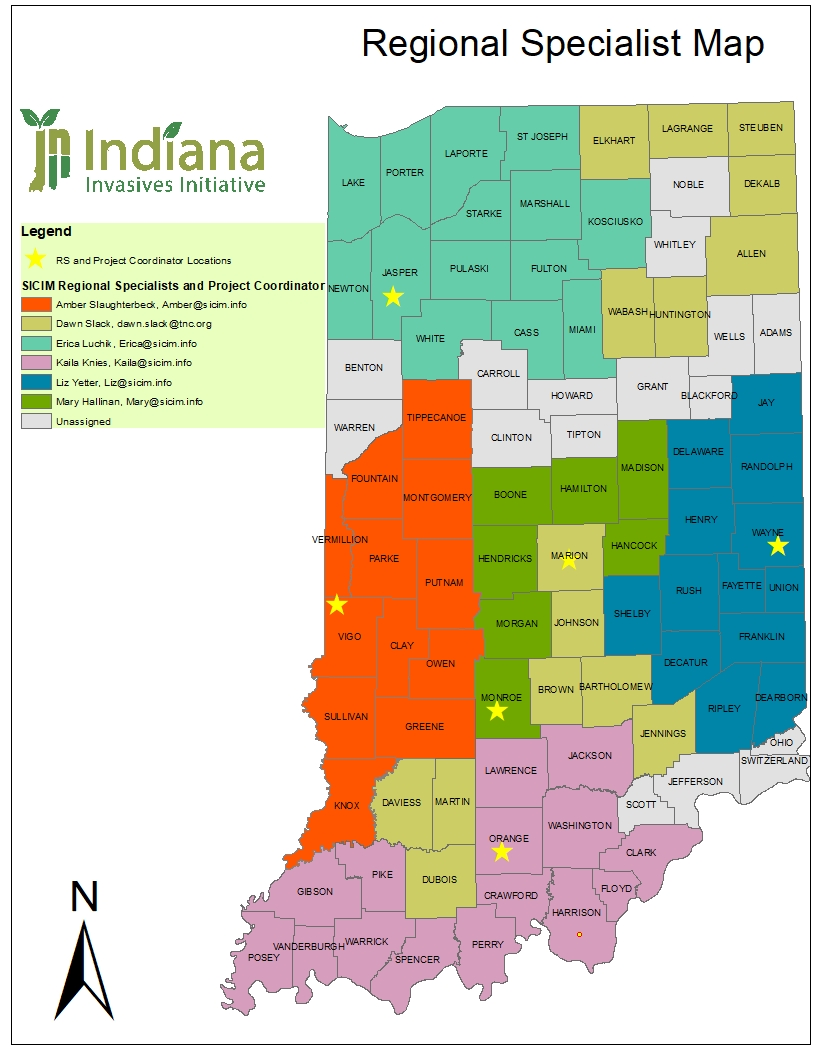 Regional Specialist Map
Indiana
Invasives Initiative
Legend
RS and Project Coordinator Locations
SICIM Regional Specialists and Project Coordinator
Amber Slaughterbeck, Amber@sicim.info
Dawn Slack, dawn.slack@tnc.org
Erica Luchik, Erica@sicim.info
Kaila Knies, Kaila@sicim.info
Liz Yetter, Liz@sicim.info
Mary Hallinan, Mary@sicim.info
Unassigned
LAKE
PORTER
LAPORTE
ST JOSEPH
ELKHART
LAGRANGE
STEUBEN
NOBLE
DEKALB
STARKE
MARSHALL
KOSCIUSKO
WHITLEY
ALLEN
NEWTON
JASPER
PULASKI
FULTON
WABASH
HUNTINGTON
WELLS
ADAMS
WHITE
CASS
MIAMI
BENTON
CARROLL
HOWARD
GRANT
BLACKFORD
JAY
WARREN
TIPPECANOE
CLINTON
TIPTON
DELAWARE
RANDOLPH
FOUNTAIN
MONTGOMERY
BOONE
HAMILTON
MADISON
HENRY
WAYNE
VERMILLION
PARKE
PUTNAM
HENDRICKS
MARION
HANCOCK
RUSH
FAYETTE
UNION
VIGO
CLAY
OWEN
MORGAN
JOHNSON
SHELBY
FRANKLIN
DECATUR
SULLIVAN
GREENE
MONROE
BROWN
BARTHOLOMEW
JENNINGS
RIPLEY
DEARBORN
OHIO
SWITZERLAND
KNOX
DAVIESS
MARTIN
LAWRENCE
JACKSON
JEFFERSON
SCOTT
ORANGE
WASHINGTON
CLARK
GIBSON
PIKE
DUBOIS
CRAWFORD
FLOYD
HARRISON
POSEY
VANDERBURGH
WARRICK
SPENCER
PERRY
N